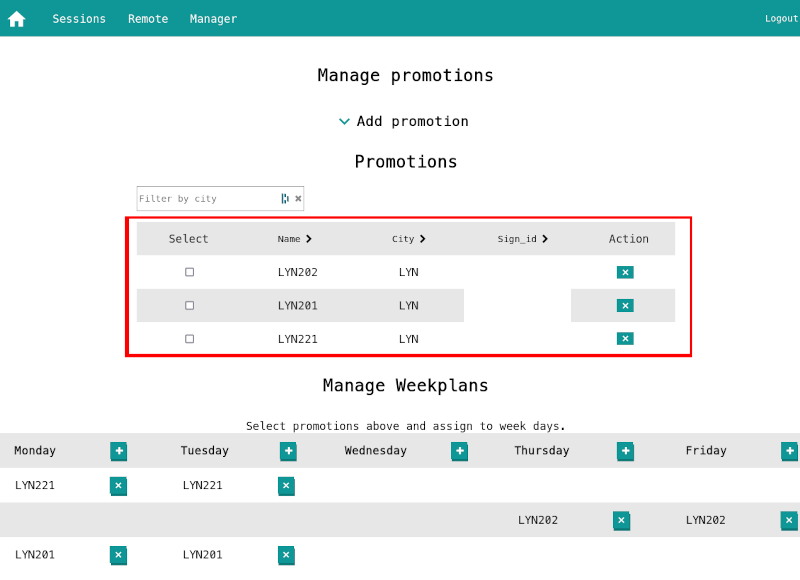 Sessions Remote Manager Logout
Manage promotions
Add promotion
Promotions
Filter by city
Select Name City Sign_id Action
LYN202 LYN
LYN201 LYN
LYN221 LYN
Manage Weekplans
Select promotions above and assign to week days.
Monday Tuesday Wednesday Thursday Friday
LYN221 LYN221
LYN202 LYN202
LYN201 LYN201